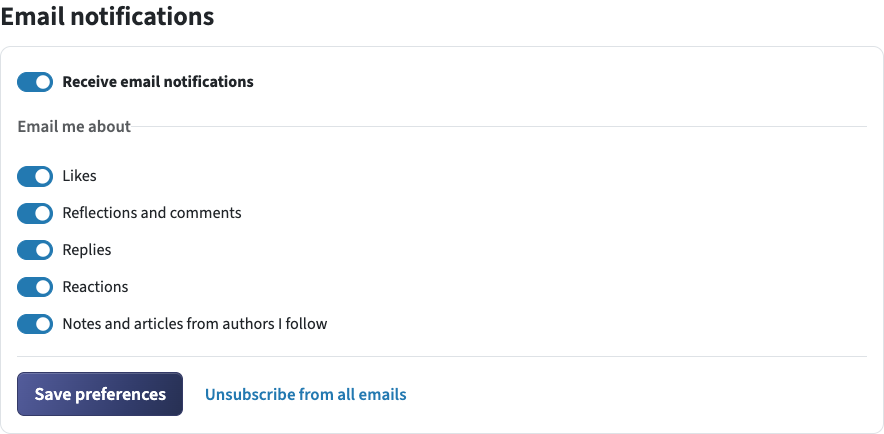 Email notifications
Receive email notifications
Email me about
Likes
Reflections and comments
Replies
Reactions
Notes and articles from authors I follow
Save preferences
Unsubscribe from all emails